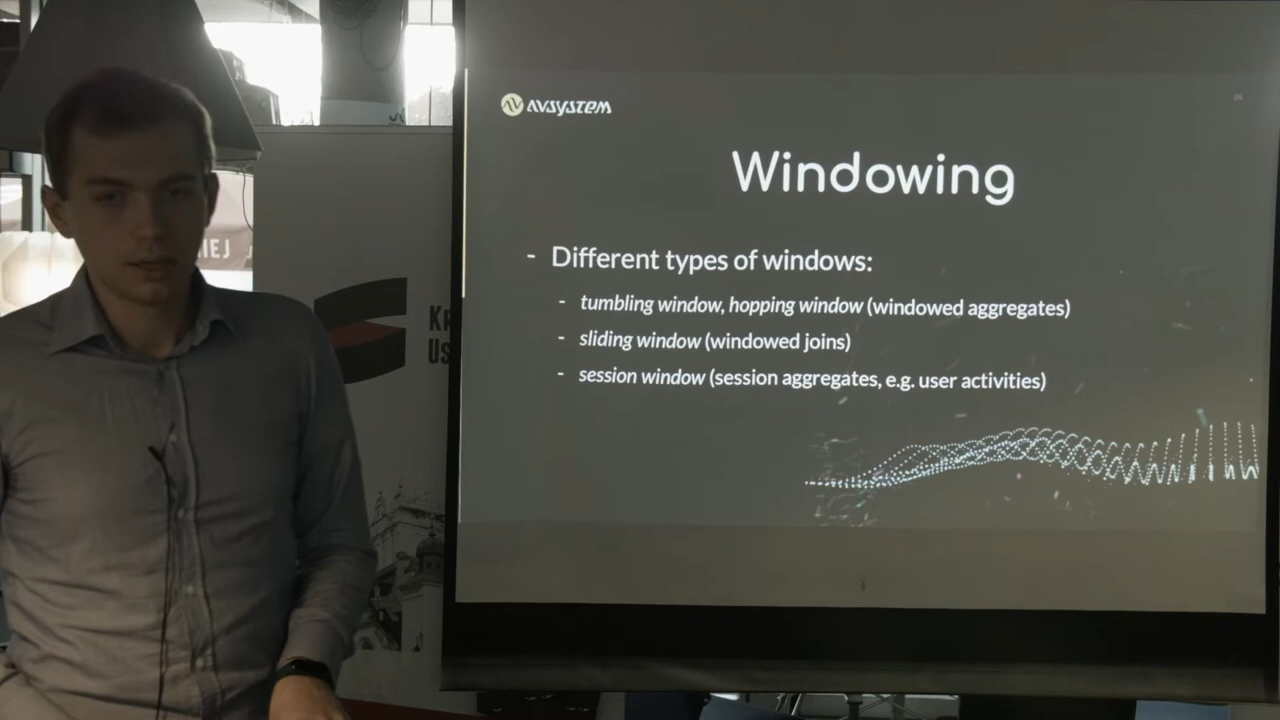 AVSYSTEM
Windowing
- Different types of windows:
- tumbling window, hopping window (windowed aggregates)
- sliding window (windowed joins)
- session window (session aggregates, e.g. user activities)